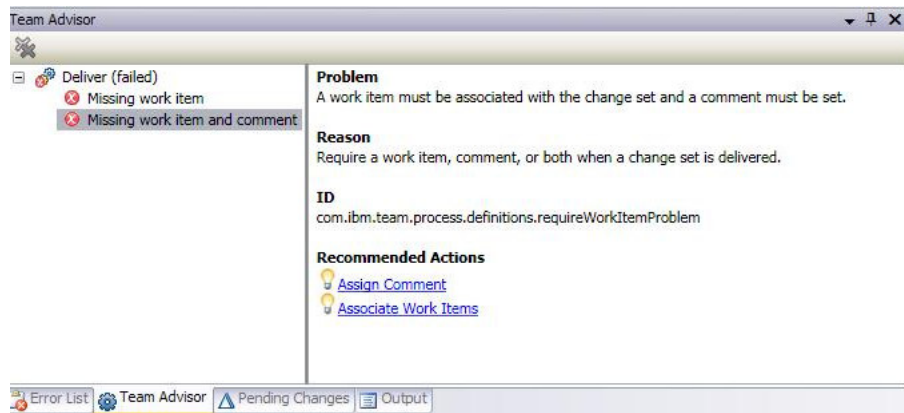 Team Advisor
Deliver (failed)
Missing work item
Missing work item and comment
Problem
A work item must be associated with the change set and a comment must be set.
Reason
Require a work item, comment, or both when a change set is delivered.
ID
com.ibm.team.process.definitions.requireWorkItemProblem
Recommended Actions
Assign Comment
Associate Work Items
Error List
Team Advisor
Pending Changes
Output